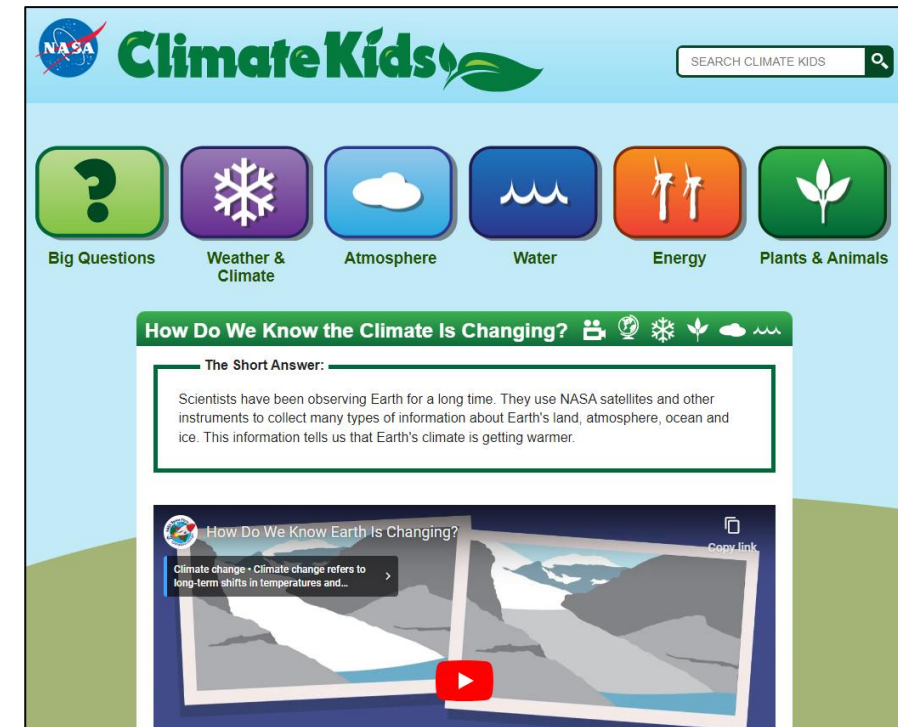 NASA
Climate Kids
SEARCH CLIMATE KIDS
?
Big Questions
Weather &
Climate
Atmosphere
Water
Energy
Plants & Animals
How Do We Know the Climate Is Changing?
The Short Answer:
Scientists have been observing Earth for a long time. They use NASA satellites and other
instruments to collect many types of information about Earth's land, atmosphere, ocean and
ice. This information tells us that Earth's climate is getting warmer.
How Do We Know Earth Is Changing?
Copy link
Climate change • Climate change refers to
long-term shifts in temperatures and...